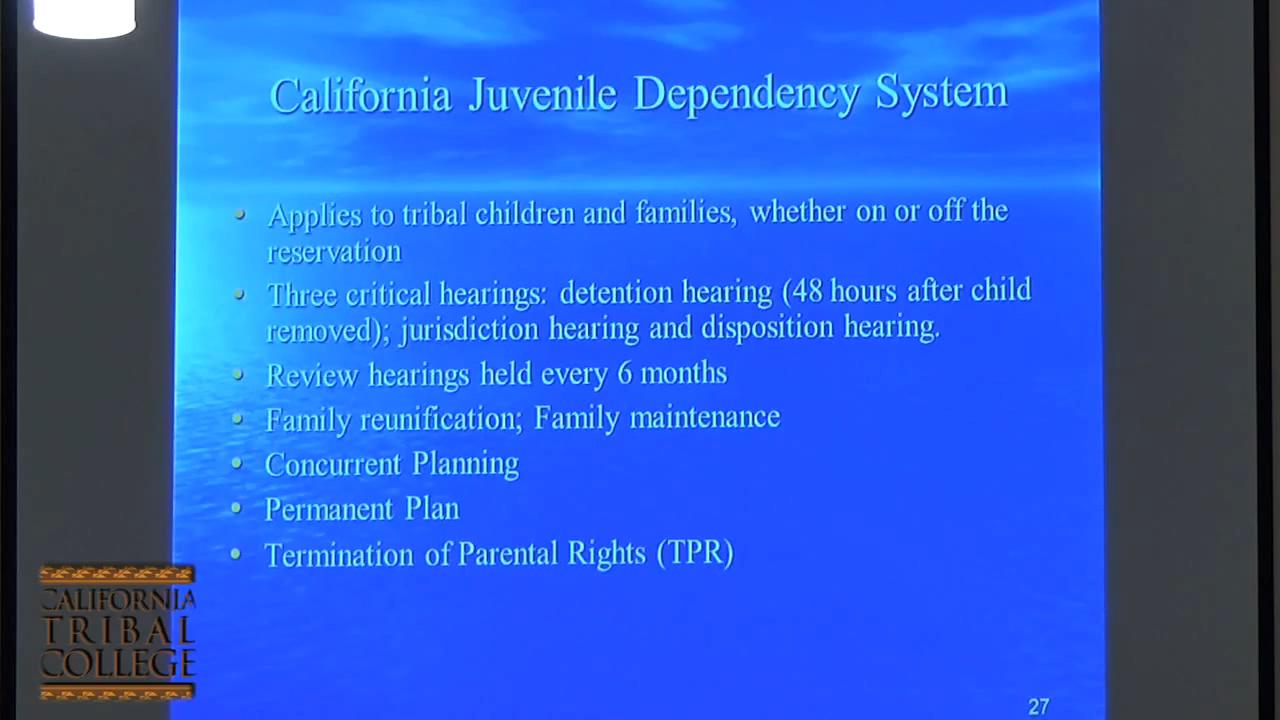 California Juvenile Dependency System
• Applies to tribal children and families, whether on or off the
reservation
• Three critical hearings: detention hearing (48 hours after child
removed); jurisdiction hearing and disposition hearing.
• Review hearings held every 6 months
• Family reunification; Family maintenance
• Concurrent Planning
• Permanent Plan
• Termination of Parental Rights (TPR)
CALIFORNIA
TRIBAL
COLLEGE
27